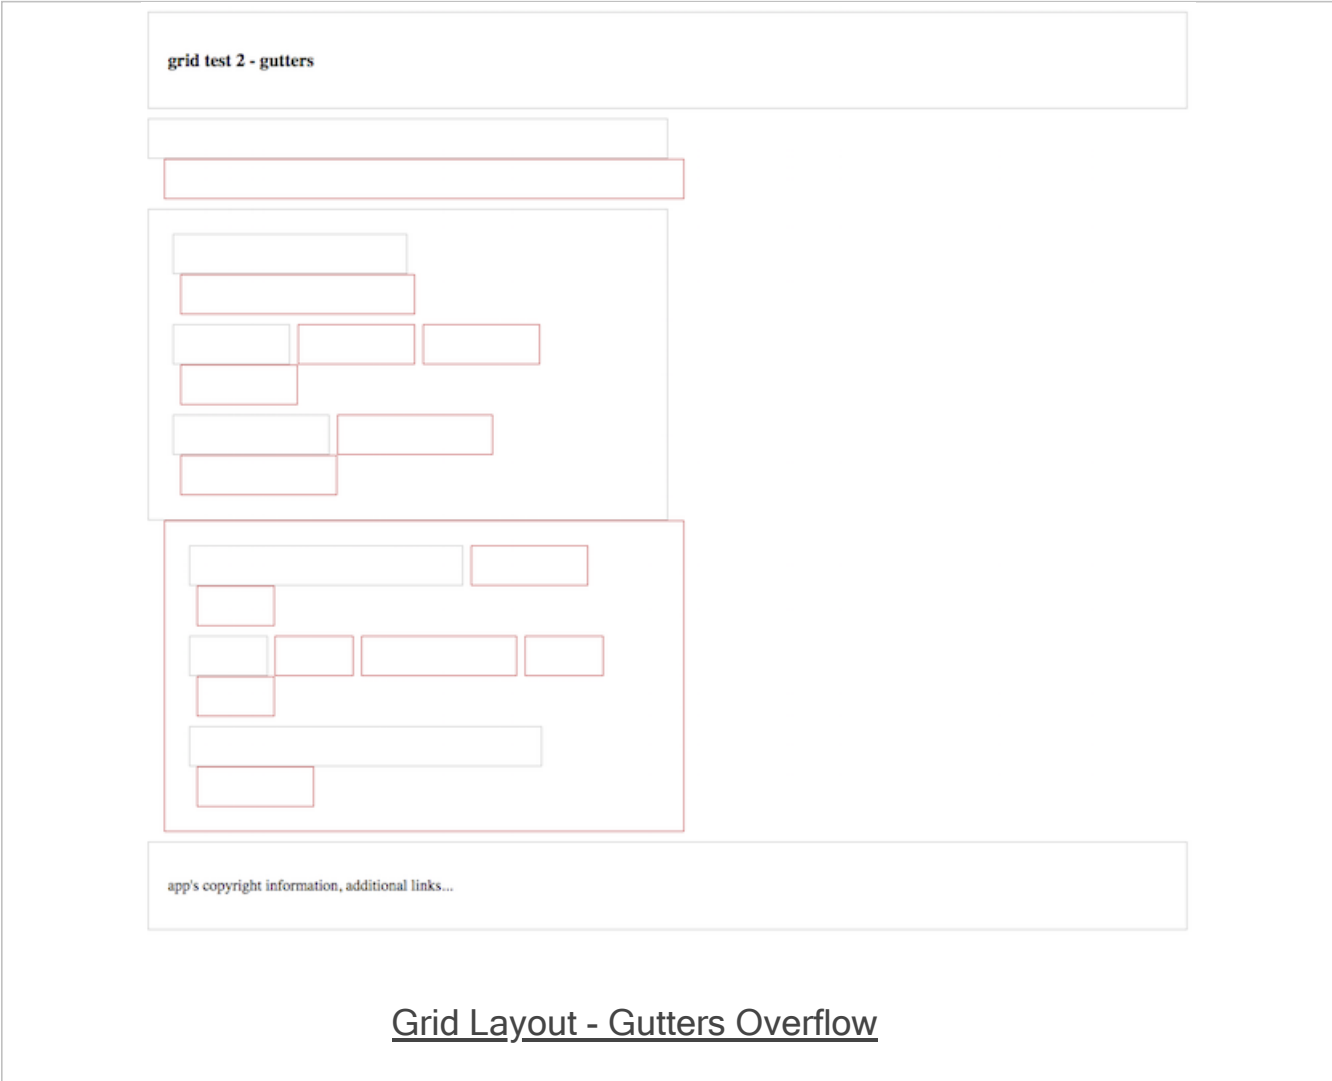 grid test 2 - gutters
app's copyright information, additional links...
Grid Layout - Gutters Overflow